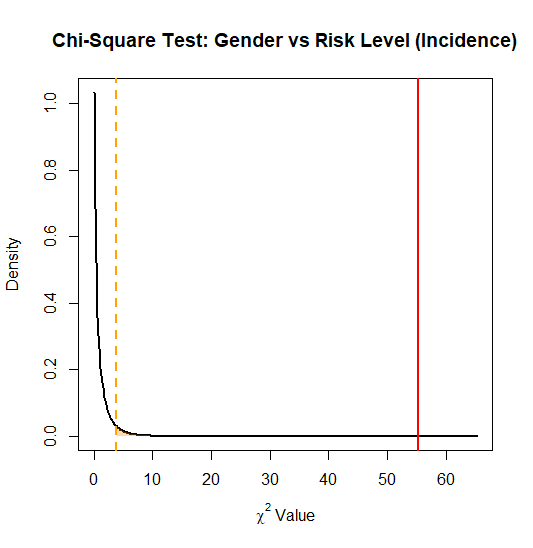 Chi-Square Test: Gender vs Risk Level (Incidence)
1.0
0.8
0.6
0.4
0.2
0.0
Density
0 10 20 30 40 50 60
χ² Value